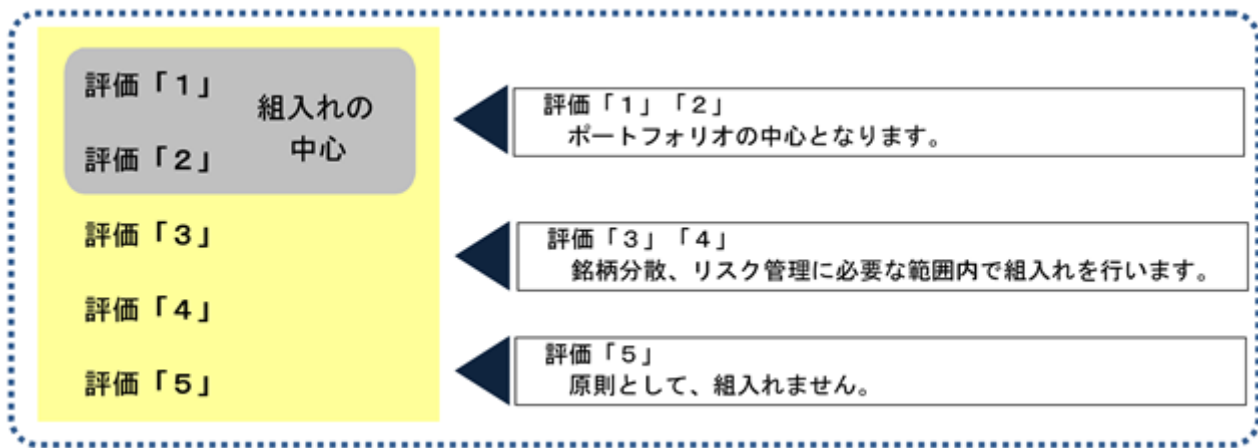 評価「１」
評価「２」
組入れの
中心
評価「３」
評価「４」
評価「５」
評価「１」「２」
ポートフォリオの中心となります。
評価「３」「４」
銘柄分散、リスク管理に必要な範囲内で組入れを行います。
評価「５」
原則として、組入れません。